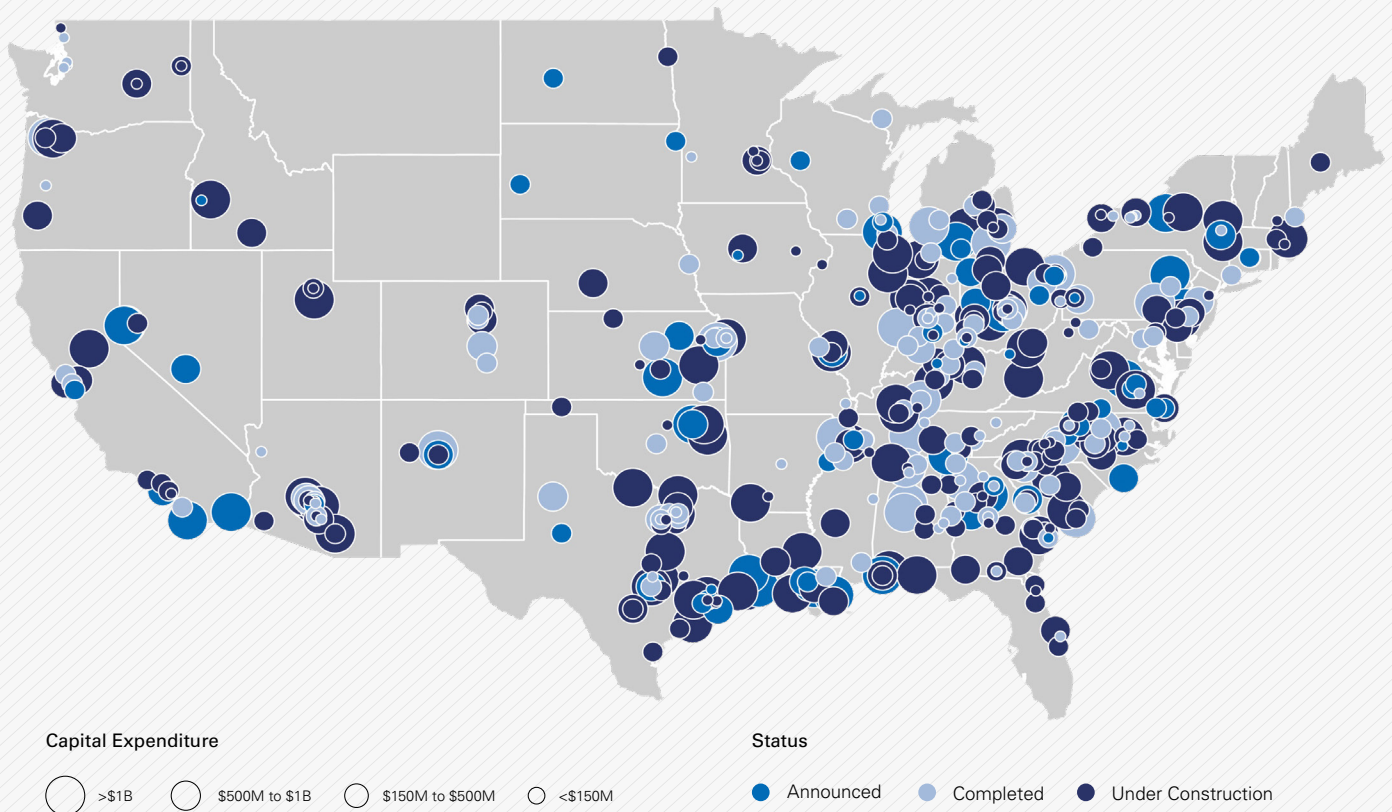 Capital Expenditure
Status
>$1B
$500M to $1B
$150M to $500M
<$150M
Announced
Completed
Under Construction